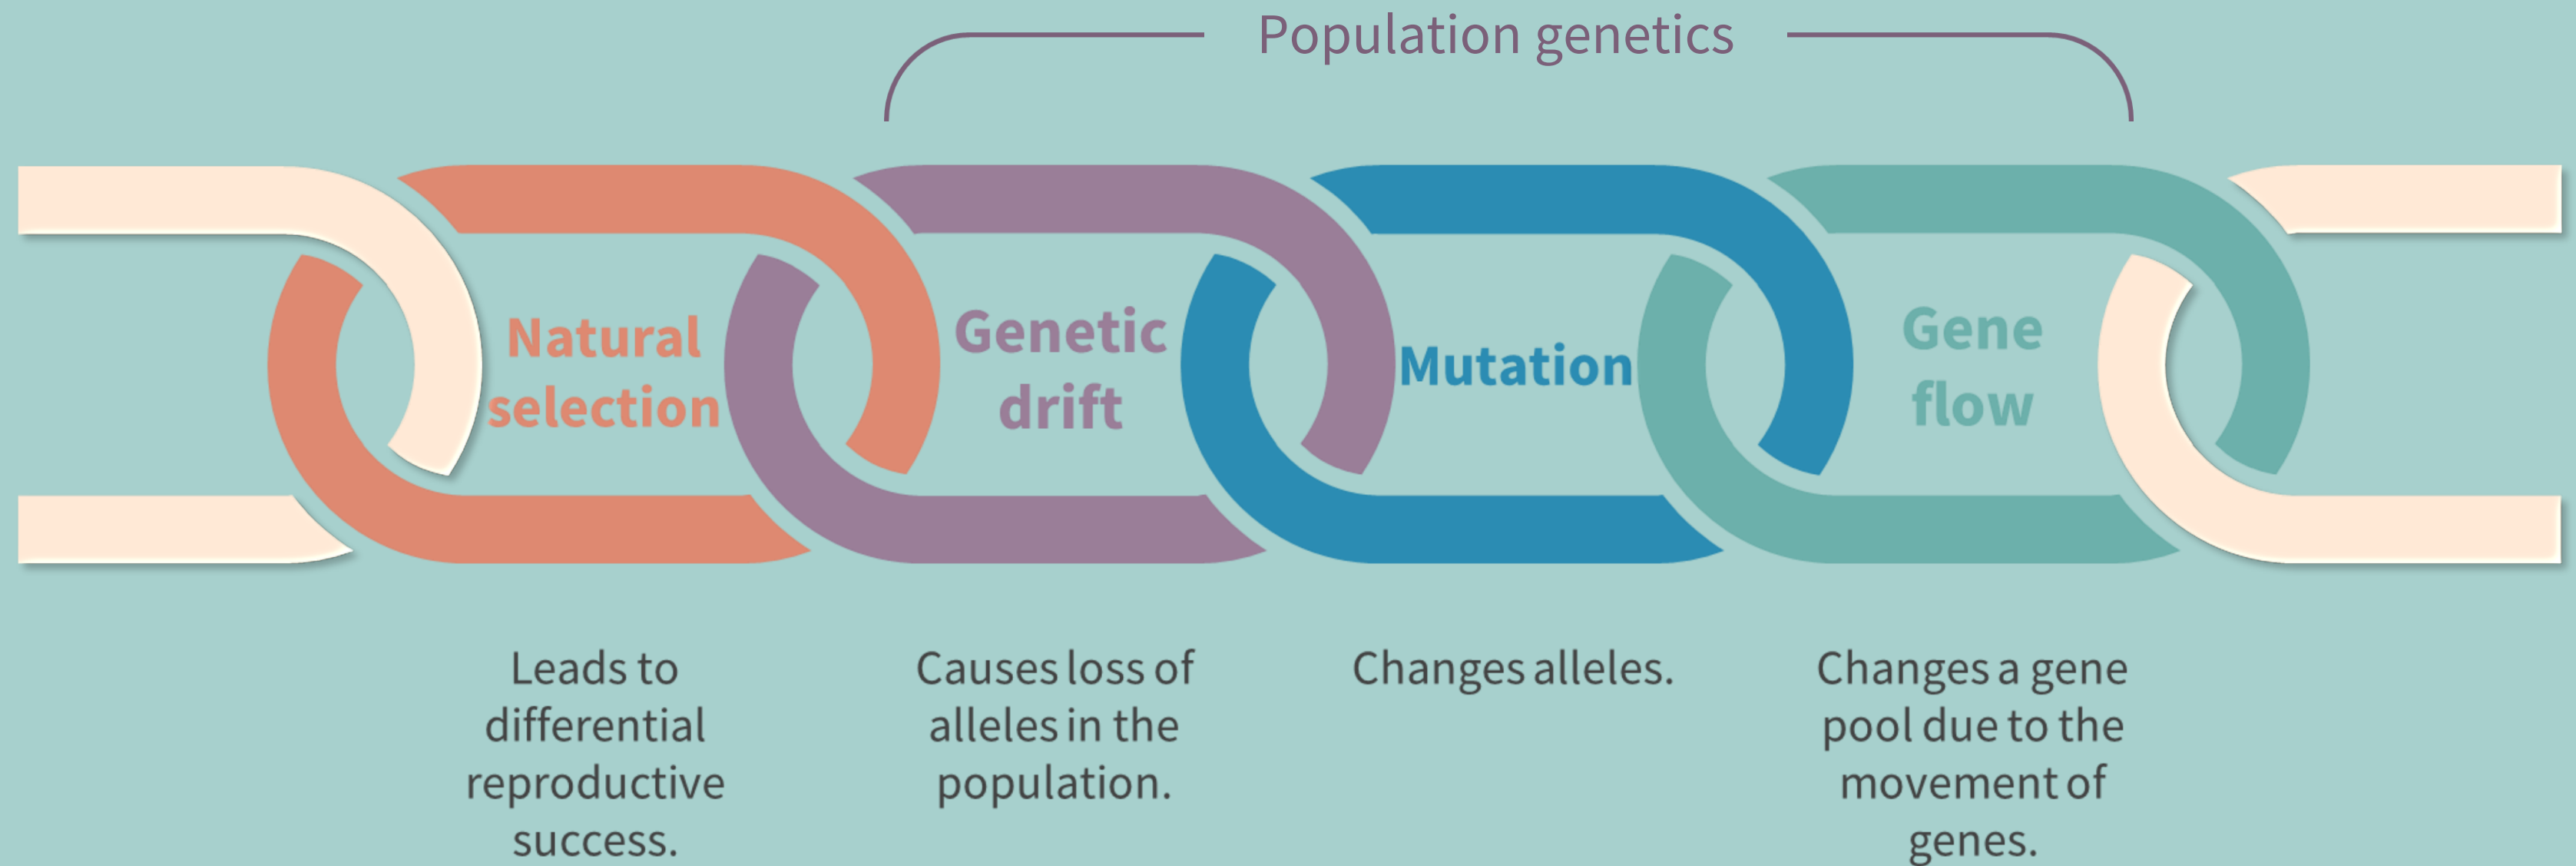 Population genetics
Natural
selection
Genetic
drift
Mutation
Gene
flow
Leads to
differential
reproductive
success.
Causes loss of
alleles in the
population.
Changes alleles.
Changes a gene
pool due to the
movement of
genes.